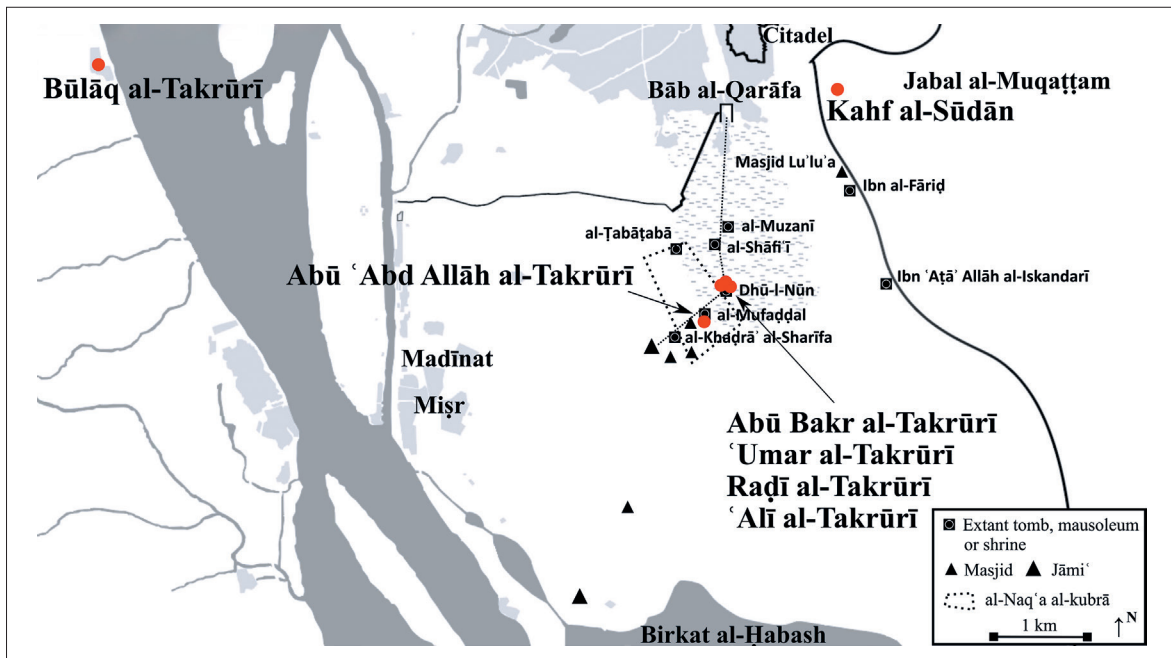 Citadel
Būlāq al-Takrūrī
Bāb al-Qarāfa
Jabal al-Muqaṭṭam
Kahf al-Sūdān
Masjid Luʾluʾa
Ibn al-Fāriḍ
al-Muzanī
al-Ṭabāṭabā
al-Shāfiʿī
Abū ʿAbd Allāh al-Takrūrī
Dhū-l-Nūn
Ibn ʿAṭāʾ Allāh al-Iskandarī
al-Mufaḍḍal
al-Khaḍrāʾ al-Sharīfa
Madīnat
Miṣr
Abū Bakr al-Takrūrī
ʿUmar al-Takrūrī
Raḍī al-Takrūrī
ʿAlī al-Takrūrī
Extant tomb, mausoleum
or shrine
Masjid Jāmiʿ
al-Naqʿa al-kubrā
1 km N
Birkat al-Ḥabash